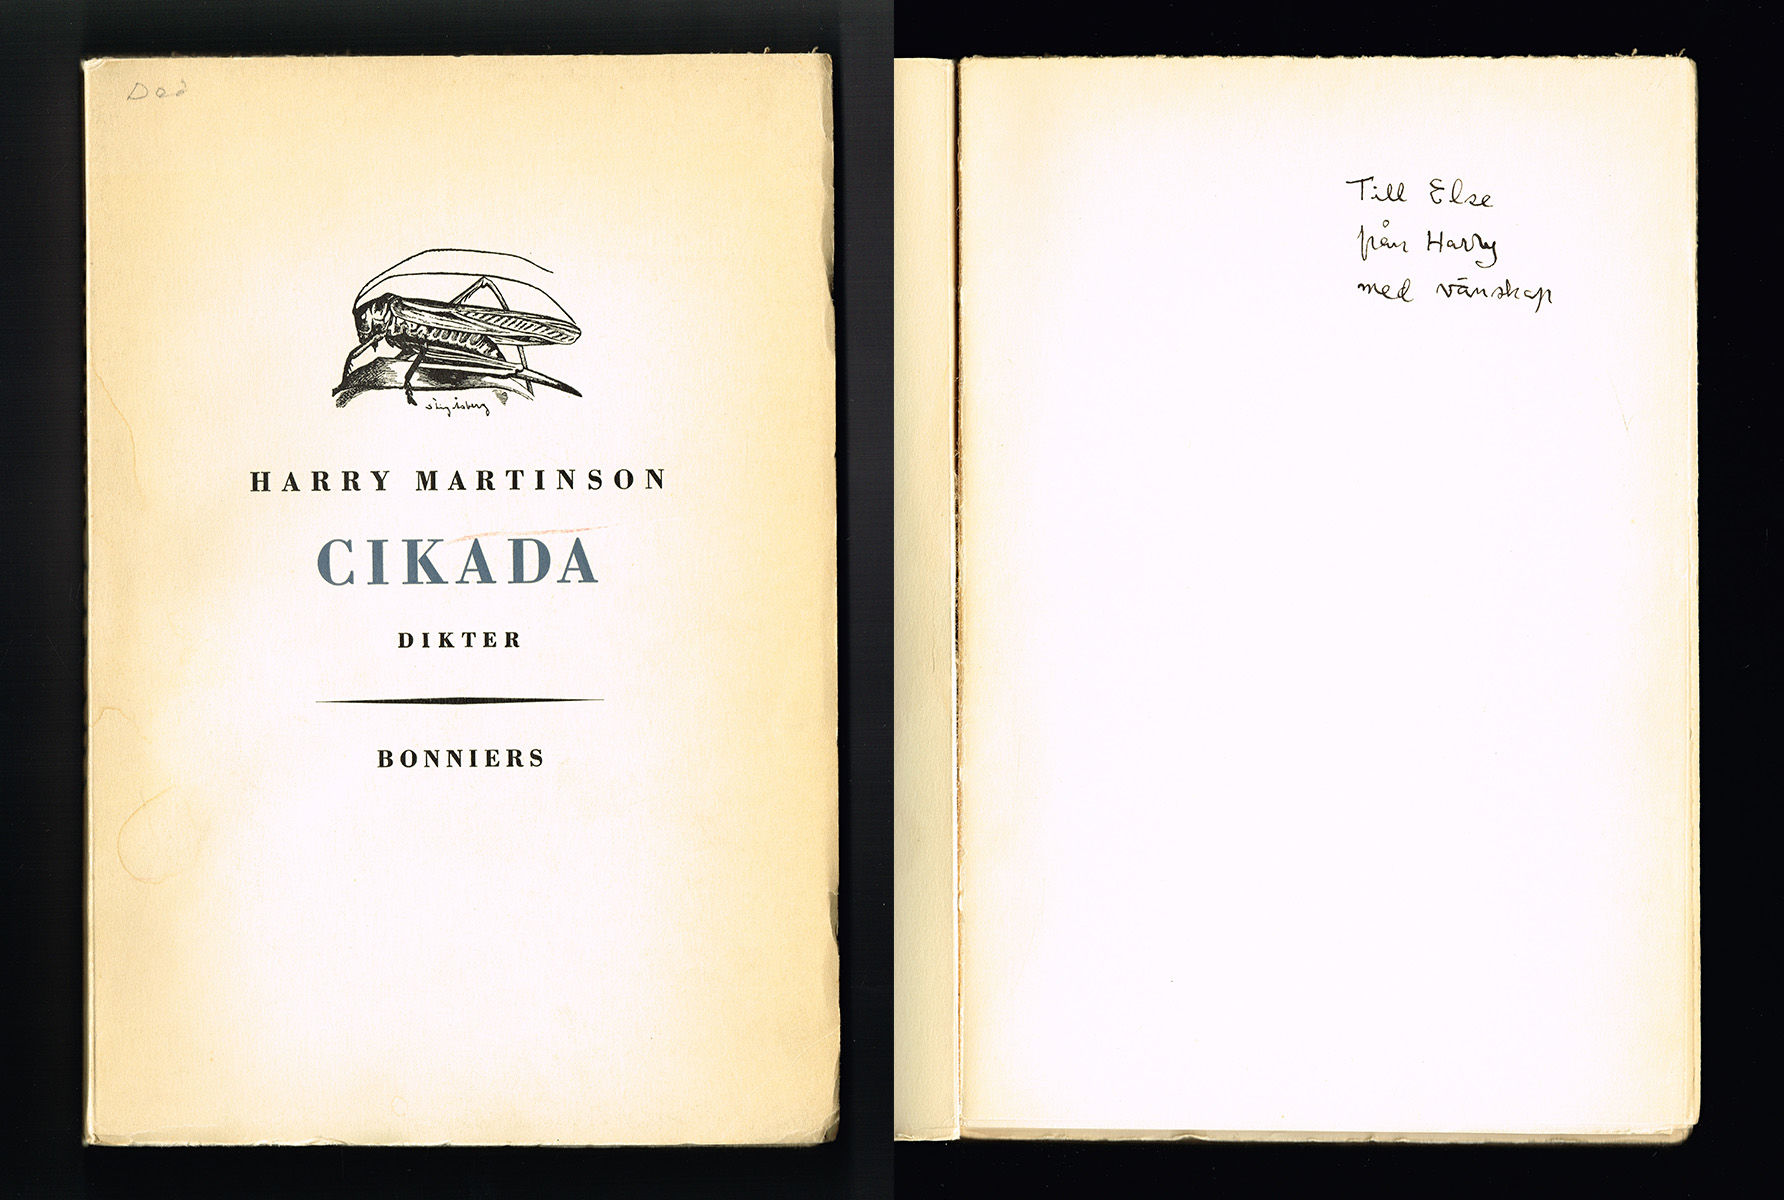 Dad
HARRY MARTINSON
CIKADA
DIKTER
BONNIERS
Till Else
från Harry
med vänskap